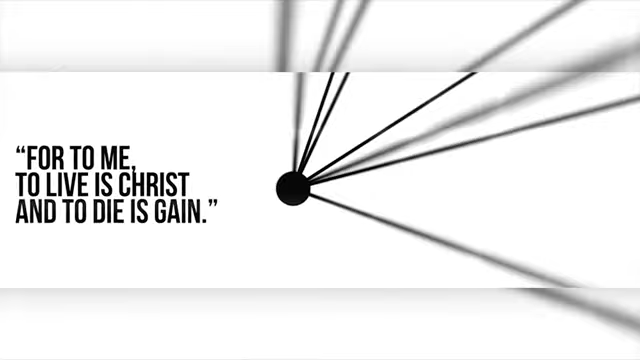 “FOR TO ME,
TO LIVE IS CHRIST
AND TO DIE IS GAIN.”